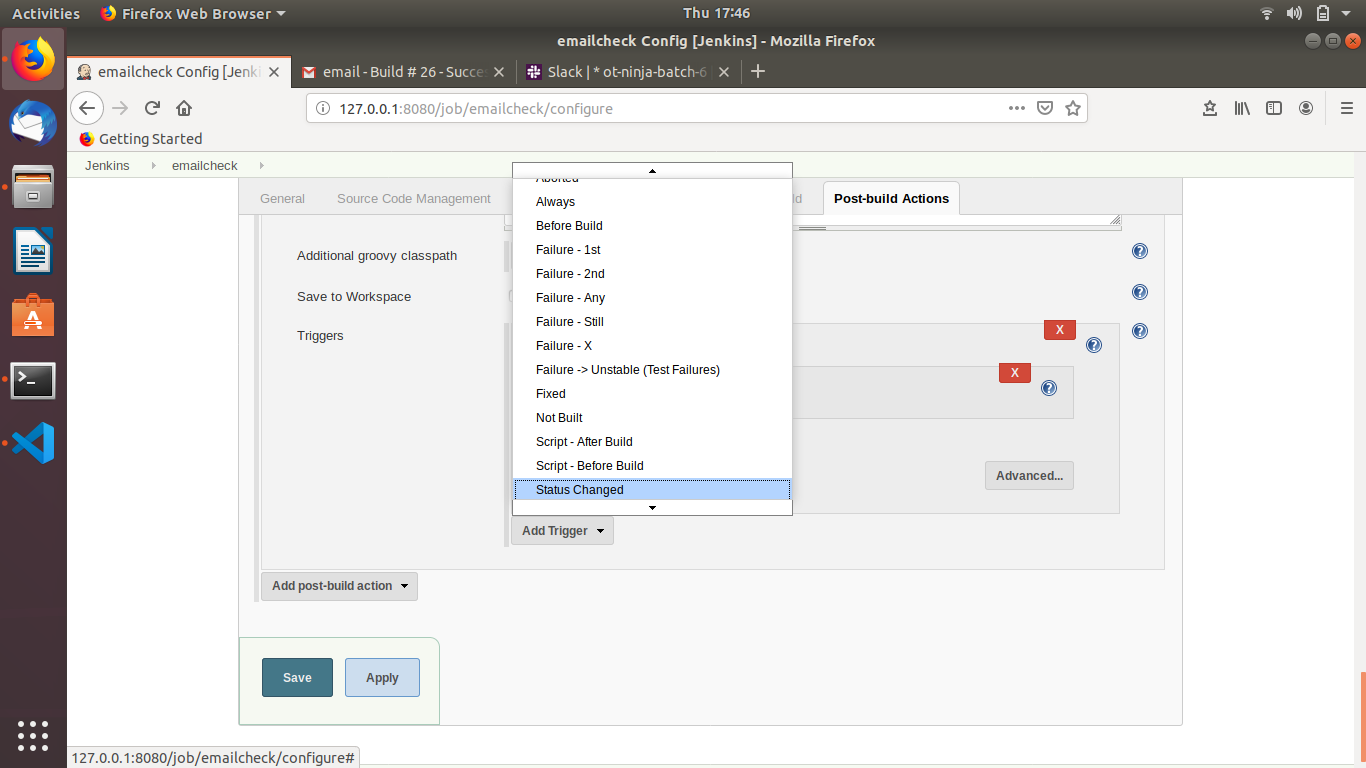 Activities Firefox Web Browser Thu 17:46
emailcheck Config [Jenkins] - Mozilla Firefox
emailcheck Config [Jenki email - Build # 26 - Succes Slack | * ot-ninja-batch-6
127.0.0.1:8080/job/emailcheck/configure
Getting Started
Jenkins emailcheck
Aborted
General Source Code Management Post-build Actions
Always
Before Build
Failure - 1st
Additional groovy classpath
Failure - 2nd
Save to Workspace
Failure - Any
Failure - Still
Triggers X
Failure - X
Failure -> Unstable (Test Failures)
X
Fixed
Not Built
Script - After Build
Script - Before Build
Advanced...
Status Changed
Add Trigger
Add post-build action
Save Apply
127.0.0.1:8080/job/emailcheck/configure#